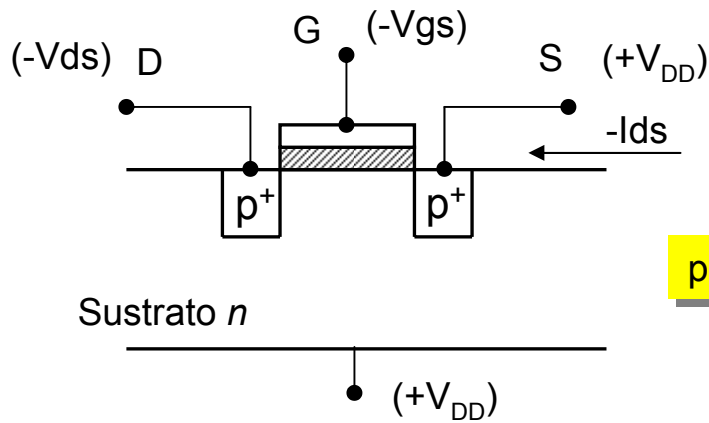 G (-Vgs)
(-Vds) D S (+V_DD)
-Ids
p⁺ p⁺
p
Sustrato n
(+V_DD)